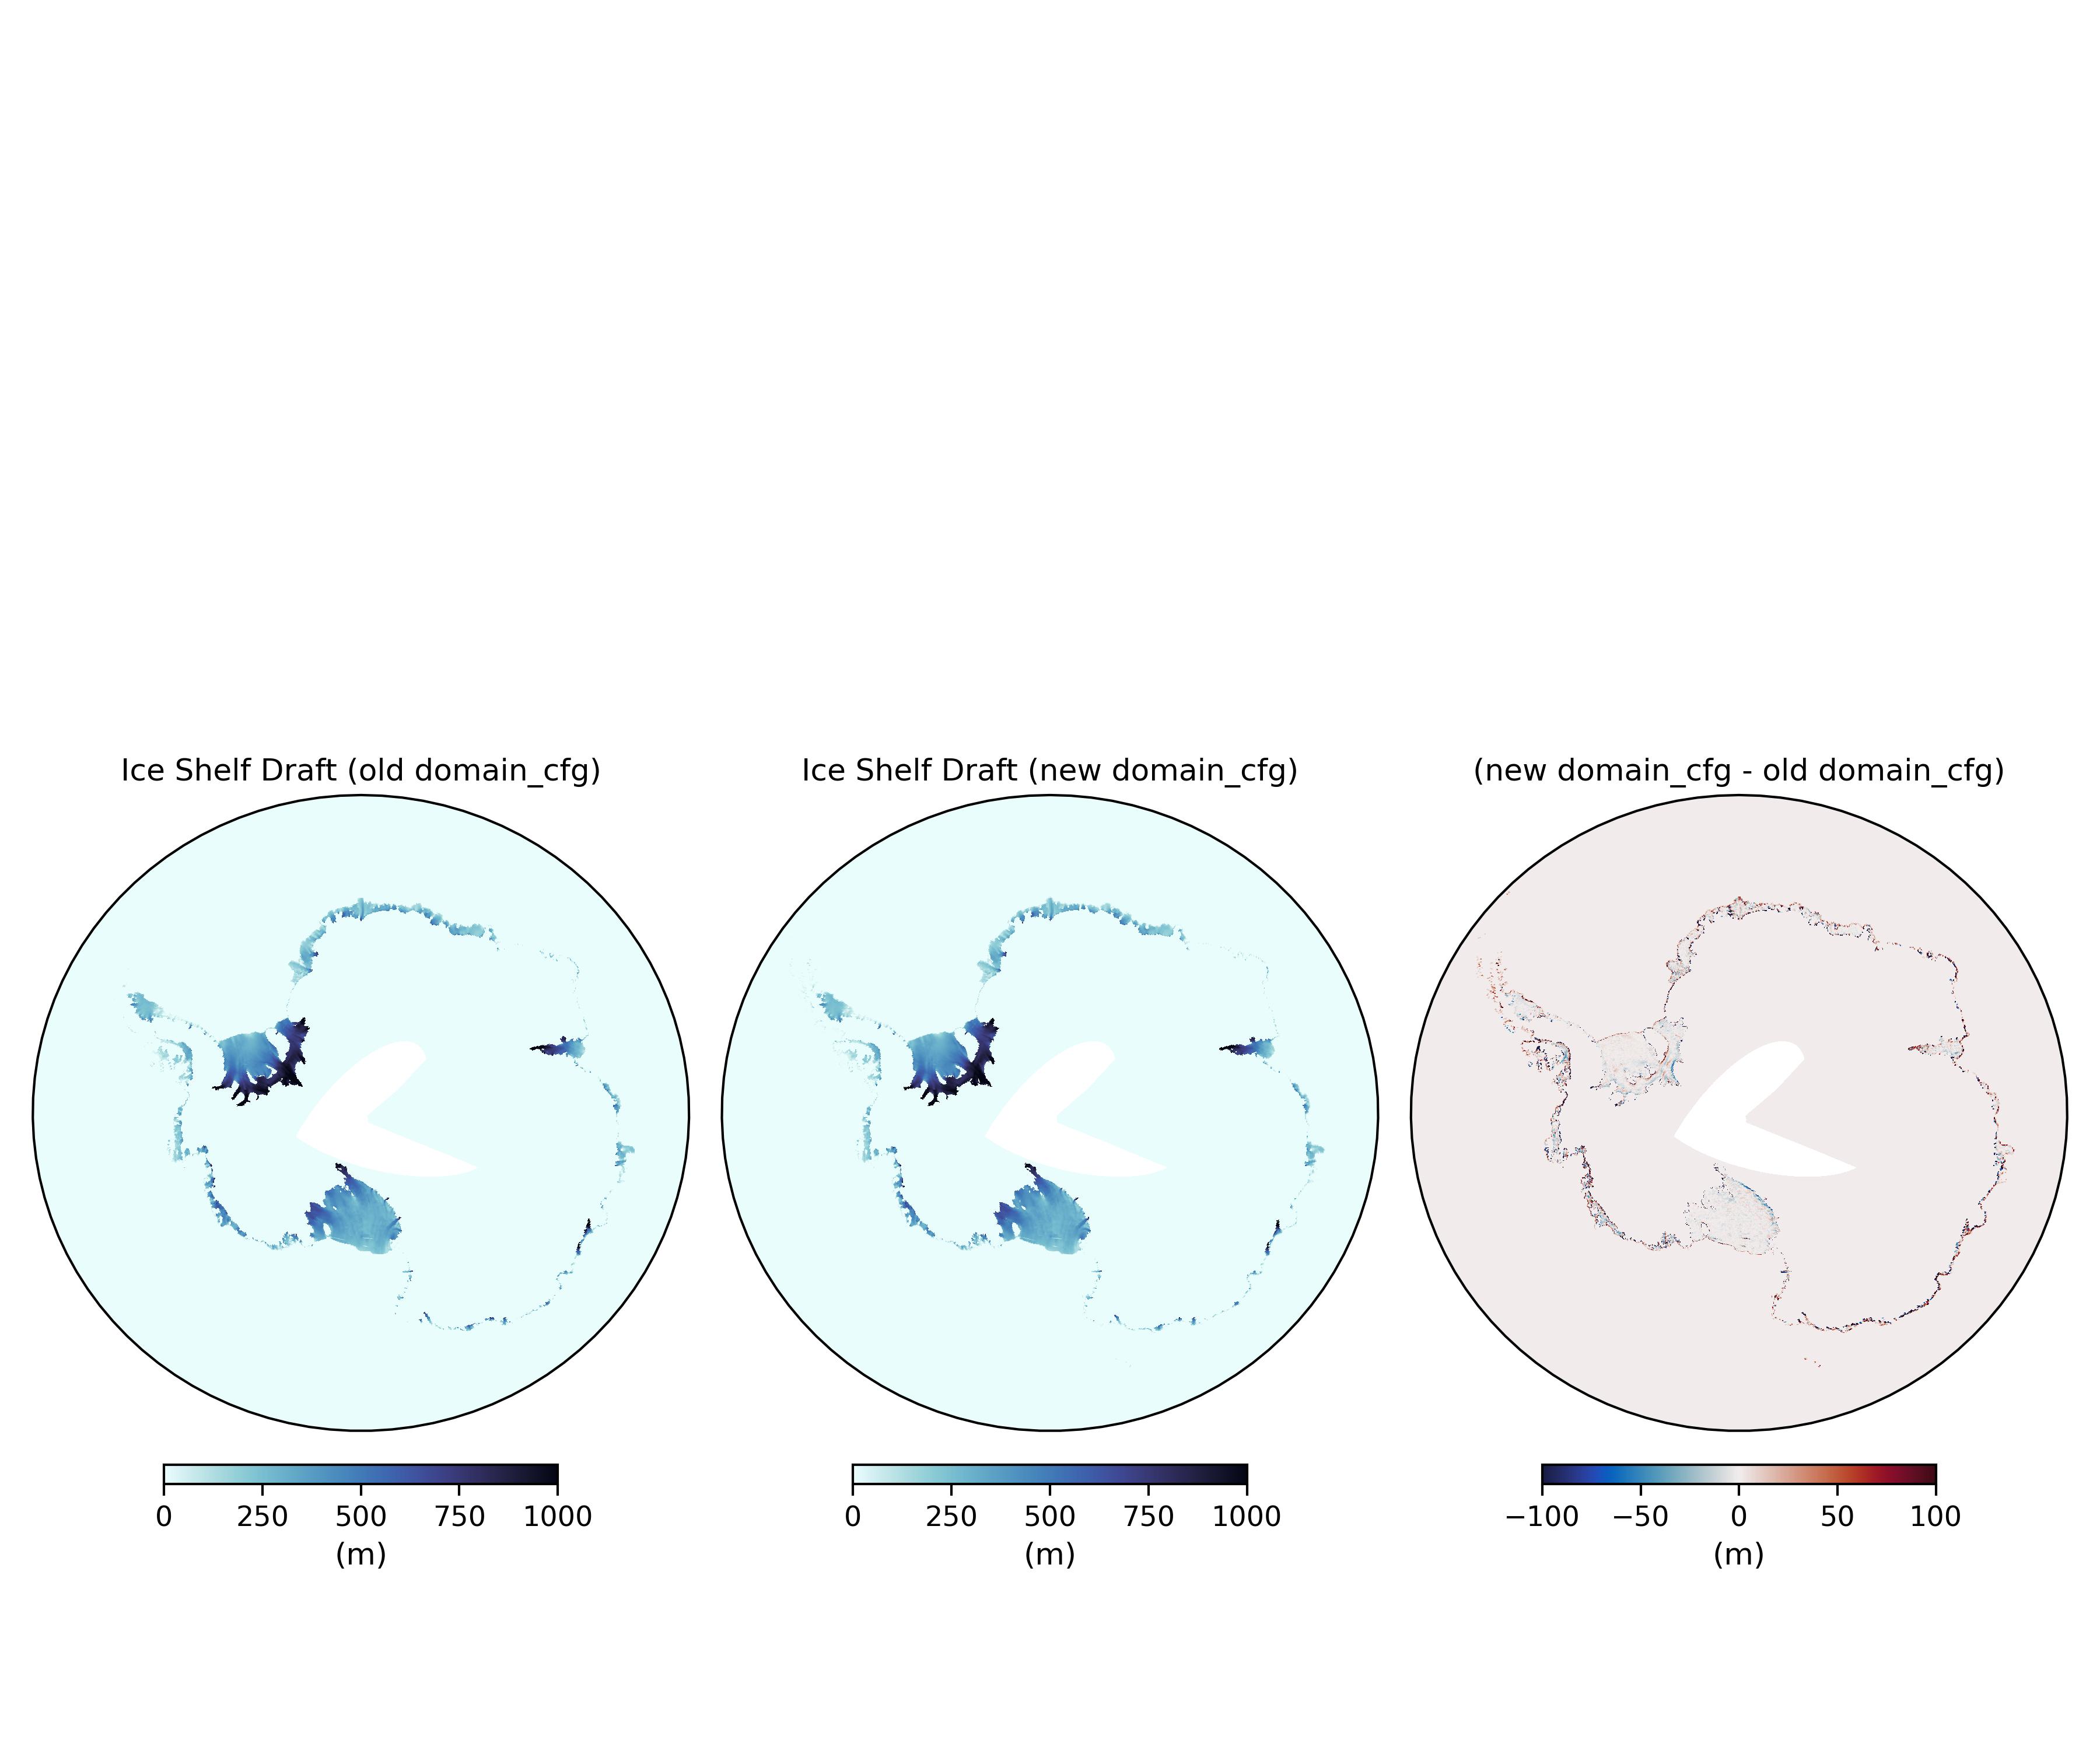 Ice Shelf Draft (old domain_cfg)
Ice Shelf Draft (new domain_cfg)
(new domain_cfg - old domain_cfg)
0 250 500 750 1000
(m)
0 250 500 750 1000
(m)
−100 −50 0 50 100
(m)